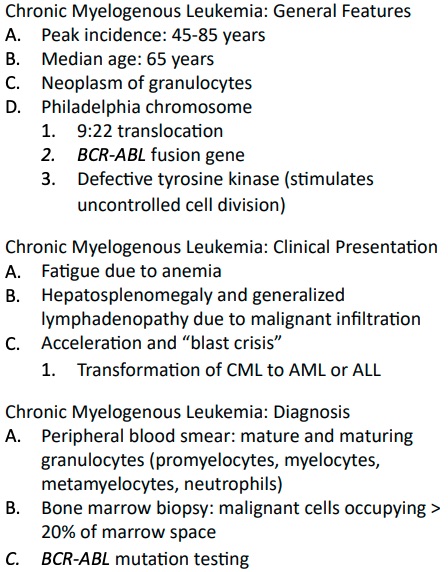 Chronic Myelogenous Leukemia: General Features
A. Peak incidence: 45-85 years
B. Median age: 65 years
C. Neoplasm of granulocytes
D. Philadelphia chromosome
1. 9:22 translocation
2. BCR-ABL fusion gene
3. Defective tyrosine kinase (stimulates
uncontrolled cell division)
Chronic Myelogenous Leukemia: Clinical Presentation
A. Fatigue due to anemia
B. Hepatosplenomegaly and generalized
lymphadenopathy due to malignant infiltration
C. Acceleration and “blast crisis”
1. Transformation of CML to AML or ALL
Chronic Myelogenous Leukemia: Diagnosis
A. Peripheral blood smear: mature and maturing
granulocytes (promyelocytes, myelocytes,
metamyelocytes, neutrophils)
B. Bone marrow biopsy: malignant cells occupying >
20% of marrow space
C. BCR-ABL mutation testing